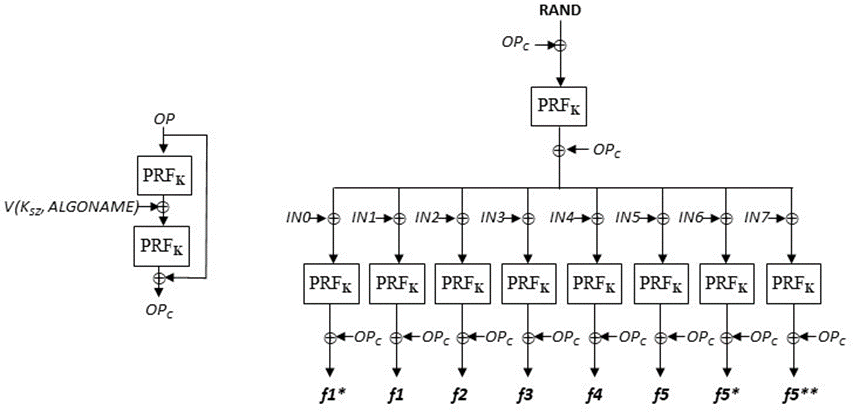 OP
PRFK
V(KSZ, ALGONAME)
PRFK
OPC
RAND
OPC
PRFK
OPC
IN0 IN1 IN2 IN3 IN4 IN5 IN6 IN7
PRFK PRFK PRFK PRFK PRFK PRFK PRFK PRFK
OPC OPC OPC OPC OPC OPC OPC OPC
f1* f1 f2 f3 f4 f5 f5* f5**